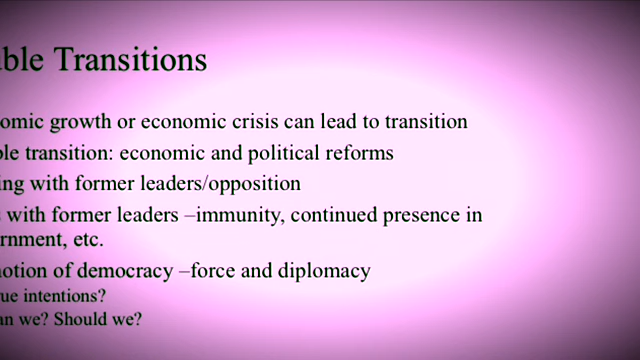 ble Transitions
omic growth or economic crisis can lead to transition
ble transition: economic and political reforms
ing with former leaders/opposition
with former leaders –immunity, continued presence in
rnment, etc.
otion of democracy –force and diplomacy
ue intentions?
an we? Should we?